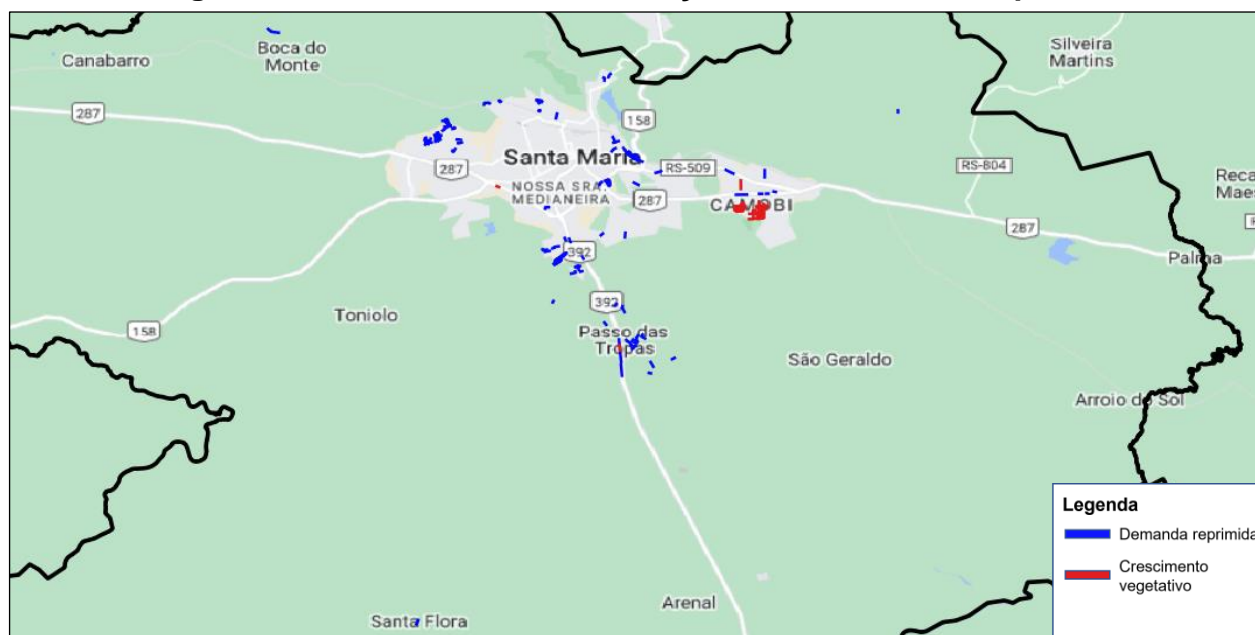 Boca do
Monte
Canabarro
Silveira
Martins
287
158
Santa Maria
287
RS-509
RS-804
NOSSA SRA.
MEDIANEIRA
287
CAMOBI
287
392
Palma
392
Toniolo
158
Passo das
Tropas
São Geraldo
Arroio do Sol
Arenal
Santa Flora
Legenda
Demanda reprimida
Crescimento
vegetativo